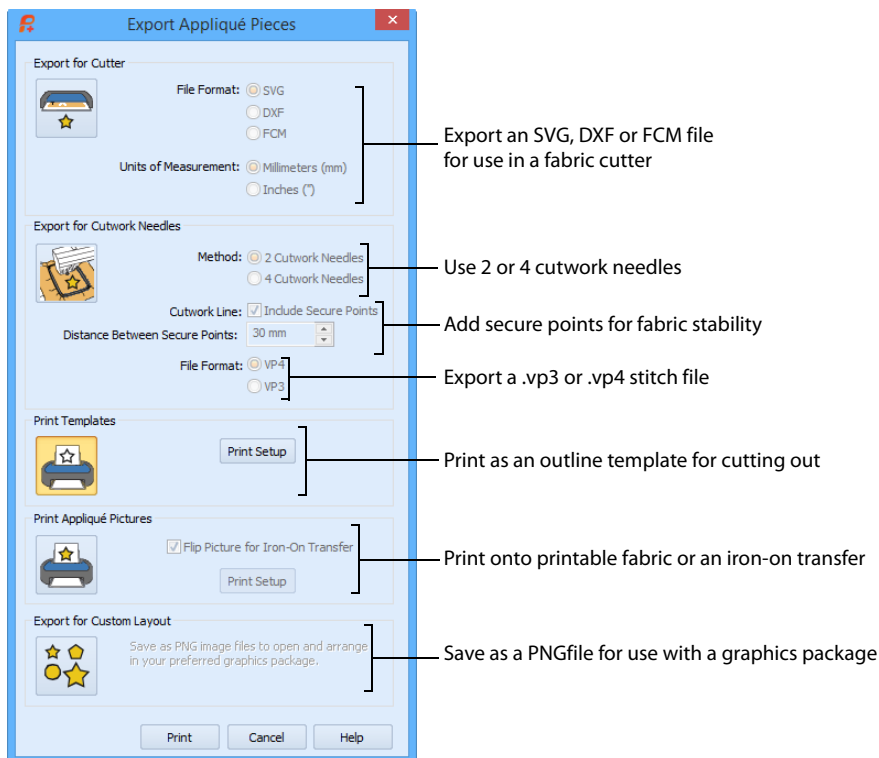 Export Appliqué Pieces
Export for Cutter
File Format: SVG
DXF
FCM
Units of Measurement: Millimeters (mm)
Inches (")
Export an SVG, DXF or FCM file
for use in a fabric cutter
Export for Cutwork Needles
Method: 2 Cutwork Needles
4 Cutwork Needles
Use 2 or 4 cutwork needles
Cutwork Line: Include Secure Points
Distance Between Secure Points: 30 mm
Add secure points for fabric stability
File Format: VP4
VP3
Export a .vp3 or .vp4 stitch file
Print Templates
Print Setup
Print as an outline template for cutting out
Print Appliqué Pictures
Flip Picture for Iron-On Transfer
Print Setup
Print onto printable fabric or an iron-on transfer
Export for Custom Layout
Save as PNG image files to open and arrange
in your preferred graphics package.
Save as a PNGfile for use with a graphics package
Print Cancel Help